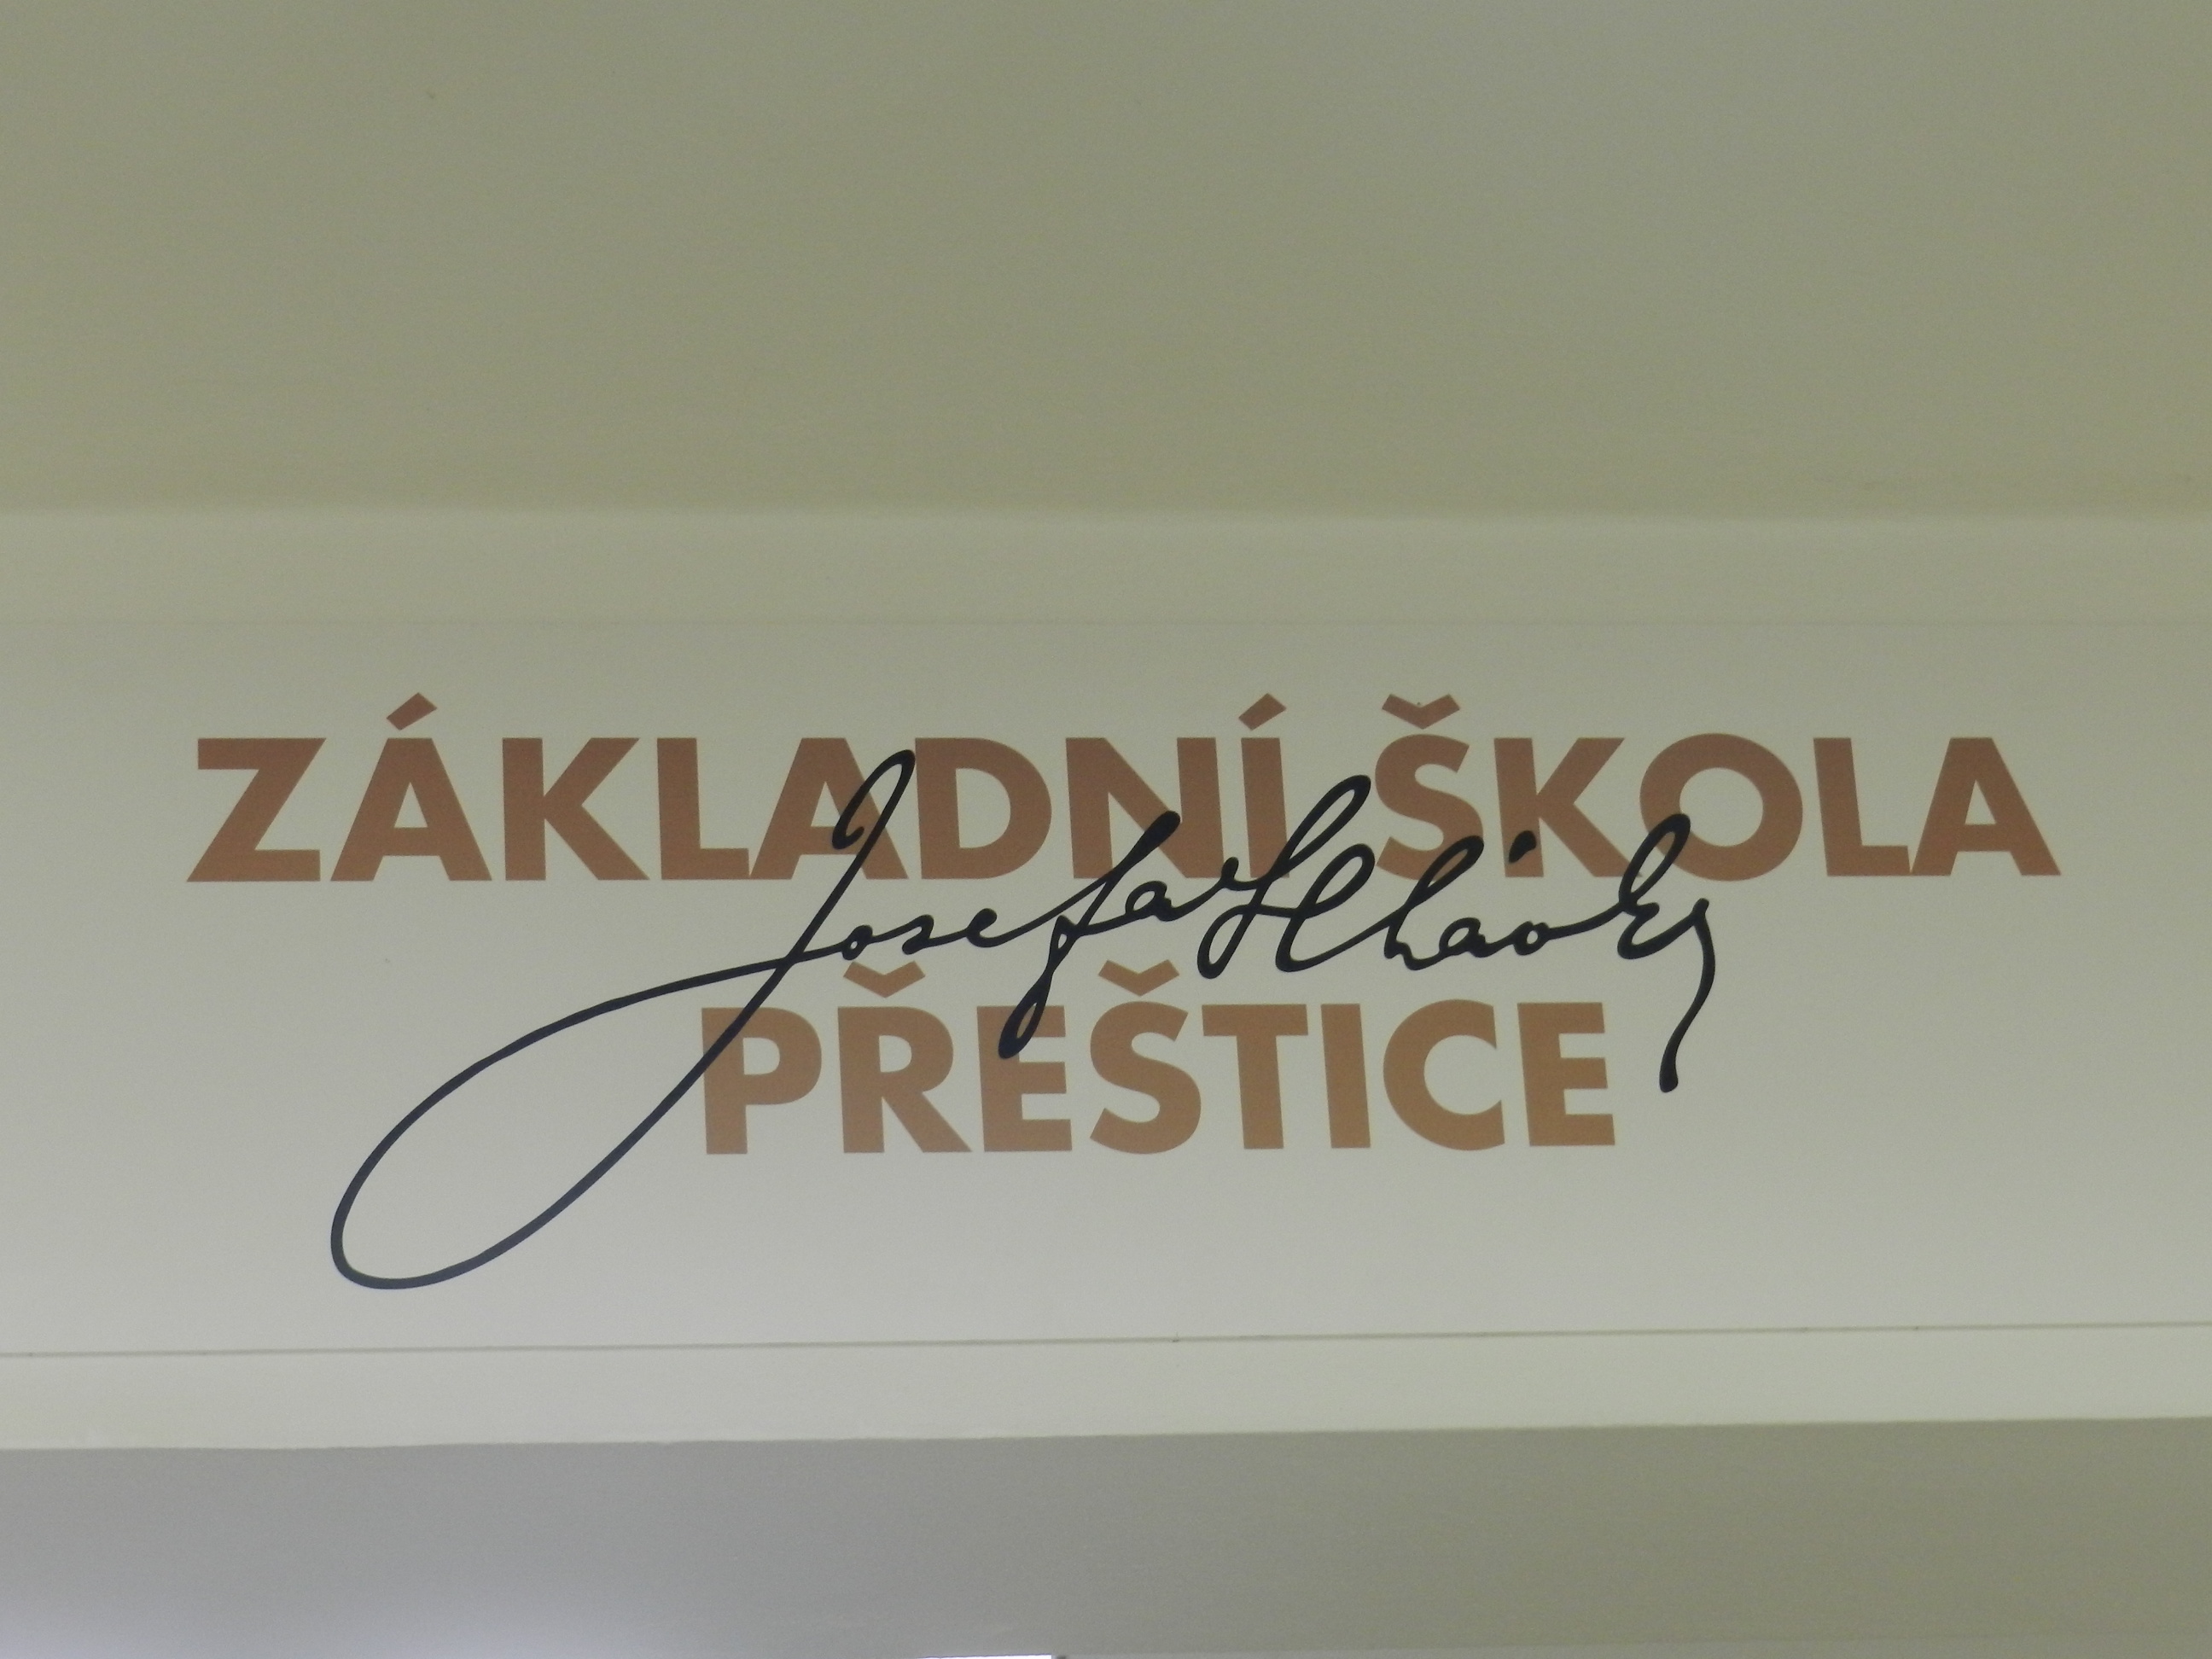 ZÁKLADNÍ ŠKOLA
Josefa Hlávky
PŘEŠTICE